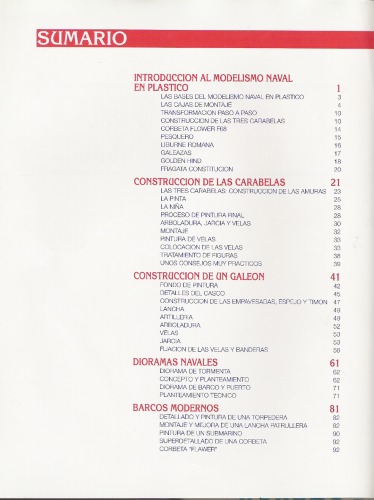 SUMARIO
INTRODUCCION AL MODELISMO NAVAL
EN PLASTICO 1
LAS BASES DEL MODELISMO NAVAL EN PLASTICO 3
LAS CAJAS DE MONTAJE 4
TRANSFORMACION PASO A PASO 10
CONSTRUCCION DE LAS TRES CARABELAS 10
CORBETA FLOWER F68 14
PESQUERO 15
LIBURNE ROMANA 16
GALEAZAS 17
GOLDEN HIND 18
FRAGATA CONSTITUCION 20
CONSTRUCCION DE LAS CARABELAS 21
LAS TRES CARABELAS: CONSTRUCCION DE LAS AMURAS 23
LA PINTA 25
LA NIÑA 28
PROCESO DE PINTURA FINAL 28
ARBOLADURA, JARCIA Y VELAS 30
MONTAJE 32
PINTURA DE VELAS 33
COLOCACION DE LAS VELAS 33
TRATAMIENTO DE FIGURAS 38
UNOS CONSEJOS MUY PRACTICOS 39
CONSTRUCCION DE UN GALEON 41
FONDO DE PINTURA 42
DETALLES DEL CASCO 45
CONSTRUCCION DE LAS EMPAVESADAS, ESPEJO Y TIMON 47
LANCHA 49
ARTILLERIA 49
ARBOLADURA 52
VELAS 53
JARCIA 53
FIJACION DE LAS VELAS Y BANDERAS 56
DIORAMAS NAVALES 61
DIORAMA DE TORMENTA 62
CONCEPTO Y PLANTEAMIENTO 62
DIORAMA DE BARCO Y PUERTO 71
PLANTEAMIENTO TECNICO 71
BARCOS MODERNOS 81
DETALLADO Y PINTURA DE UNA TORPEDERA 82
MONTAJE Y MEJORA DE UNA LANCHA PATRULLERA 82
PINTURA DE UN SUBMARINO 90
SUPERDETALLADO DE UNA CORBETA 92
CORBETA "FLAWER" 92